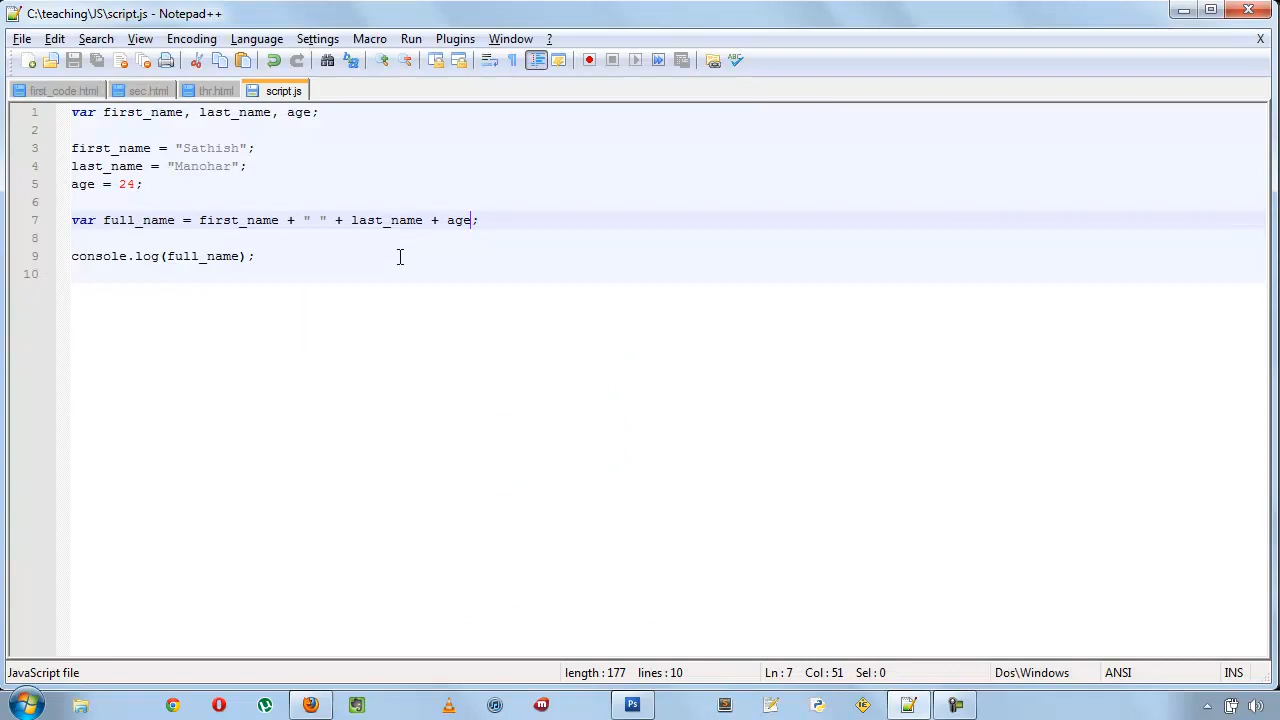 C:\teaching\JS\script.js - Notepad++
File Edit Search View Encoding Language Settings Macro Run Plugins Window ? X
first_code.html sec.html thr.html script.js
1 var first_name, last_name, age;
2
3 first_name = "Sathish";
4 last_name = "Manohar";
5 age = 24;
6
7 var full_name = first_name + " " + last_name + age;
8
9 console.log(full_name);
10
JavaScript file length : 177 lines : 10 Ln : 7 Col : 51 Sel : 0 Dos\Windows ANSI INS
Ps